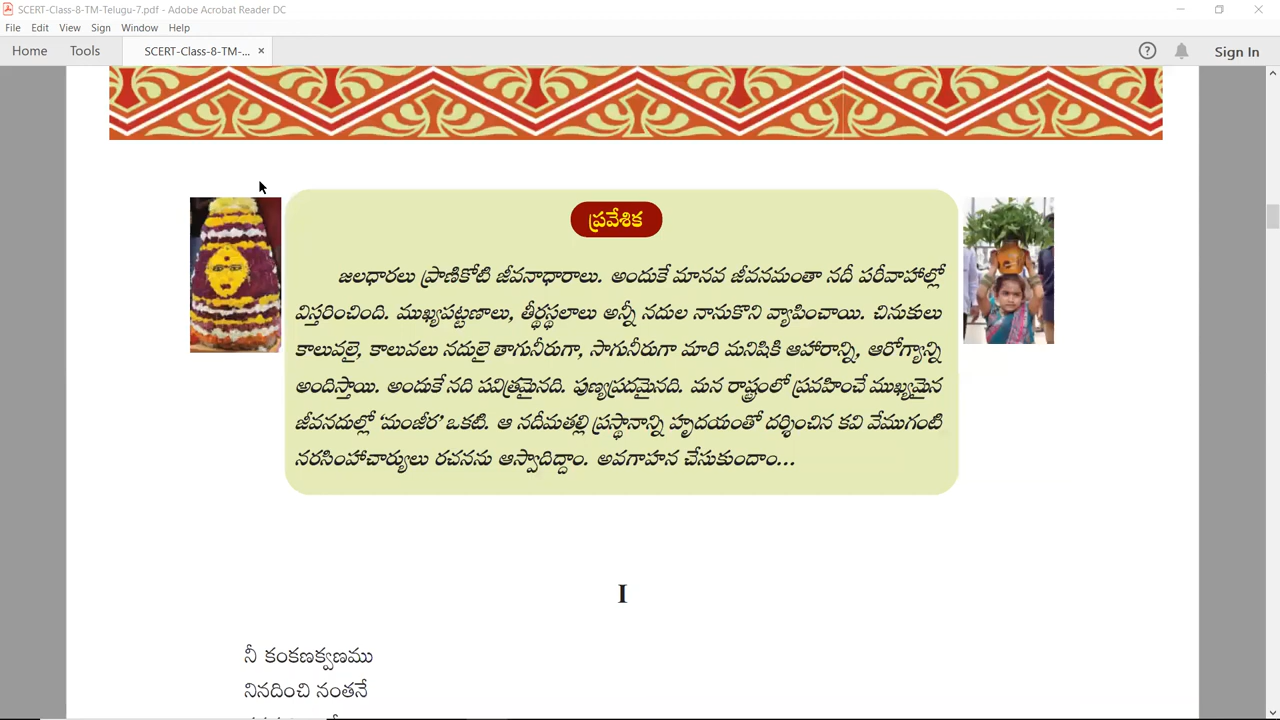 SCERT-Class-8-TM-Telugu-7.pdf - Adobe Acrobat Reader DC
File Edit View Sign Window Help
Home Tools SCERT-Class-8-TM-... × Sign In
ప్రవేశిక
జలధారలు ప్రాణికోటి జీవనాధారాలు. అందుకే మానవ జీవనమంతా నదీ పరీవాహాల్లో
విస్తరించింది. ముఖ్యపట్టణాలు, తీర్థస్థలాలు అన్నీ నదుల నానుకొని వ్యాపించాయి. చినుకులు
కాలువలై, కాలువలు నదులై తాగునీరుగా, సాగునీరుగా మారి మనిషికి ఆహారాన్ని, ఆరోగ్యాన్ని
అందిస్తాయి. అందుకే నది పవిత్రమైనది. పుణ్యప్రదమైనది. మన రాష్ట్రంలో ప్రవహించే ముఖ్యమైన
జీవనదుల్లో ‘మంజీర’ ఒకటి. ఆ నదీమతల్లి ప్రస్థానాన్ని హృదయంతో దర్శించిన కవి వేముగంటి
నరసింహాచార్యులు రచనను ఆస్వాదిద్దాం. అవగాహన చేసుకుందాం...
I
నీ కంకణక్వణము
నినదించి నంతనే